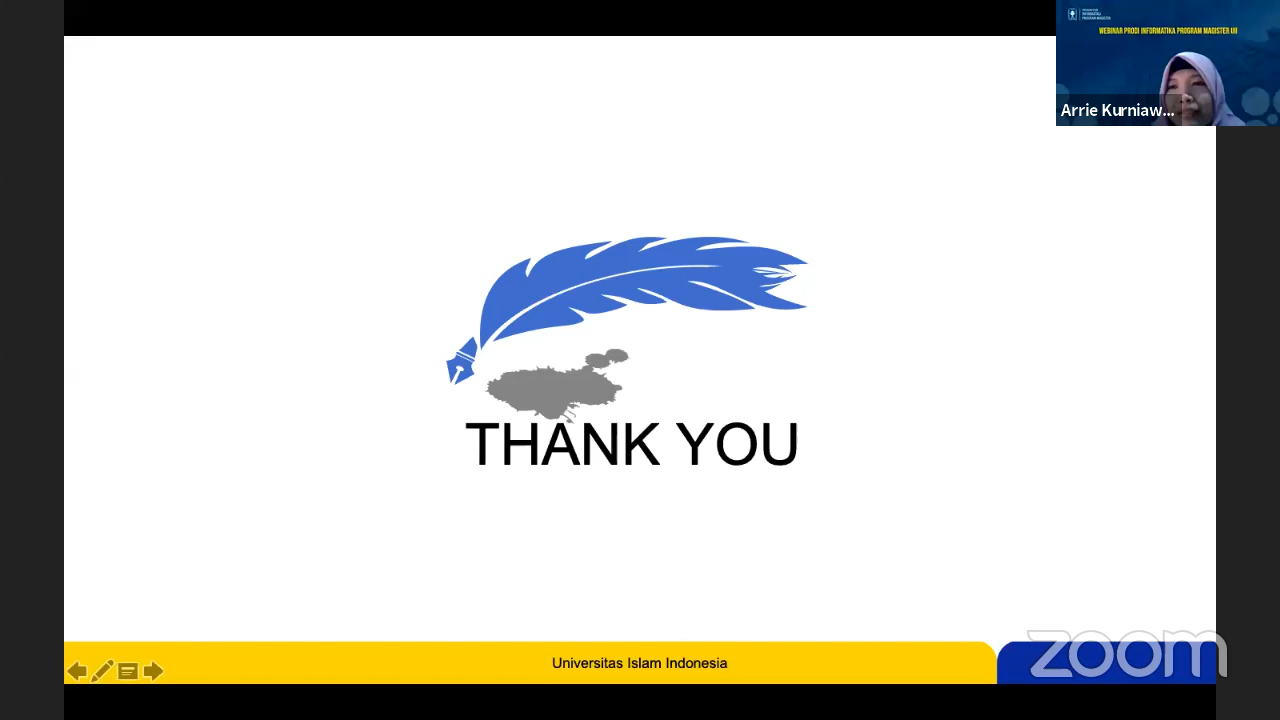 WEBINAR PRODI INFORMATIKA PROGRAM MAGISTER UII
Arrie Kurniaw...
THANK YOU
Universitas Islam Indonesia
zoom